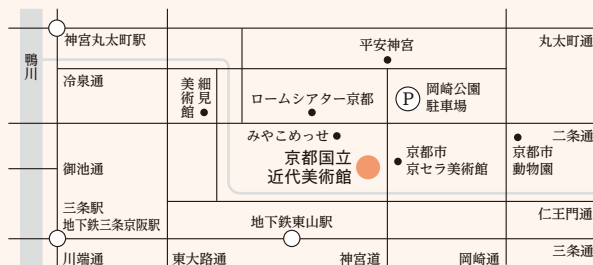 神宮丸太町駅
平安神宮
丸太町通
鴨川
冷泉通
細見
美術館
ロームシアター京都
P
岡崎公園
駐車場
みやこめっせ
二条通
京都国立
近代美術館
京都市
京セラ美術館
京都市
動物園
御池通
三条駅
地下鉄三条京阪駅
地下鉄東山駅
仁王門通
川端通
東大路通
神宮道
岡崎通
三条通